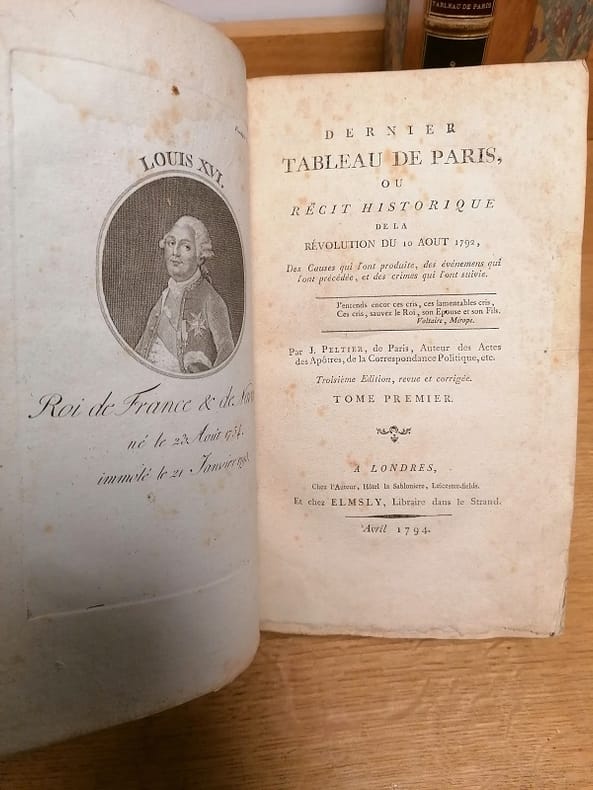 TABLEAU DE PARIS
LOUIS XVI.
Roi de France & de
né le 23 Août 1754.
immolé le 21 Janvier 1793.
DERNIER
TABLEAU DE PARIS,
OU
RÉCIT HISTORIQUE
DE LA
RÉVOLUTION DU 10 AOUT 1792,
Des Causes qui l'ont produite, des événemens qui
l'ont précédée, et des crimes qui l'ont suivie.
J'entends encor ces cris, ces lamentables cris,
Ces cris, sauvez le Roi, son Epouse et son Fils.
Voltaire, Mérope.
Par J. PELTIER, de Paris, Auteur des Actes
des Apôtres, de la Correspondance Politique, etc.
Troisième Edition, revue et corrigée.
TOME PREMIER.
A LONDRES,
Chez l'Auteur, Hôtel la Sabloniere, Leicester-fields.
Et chez ELMSLY, Libraire dans le Strand.
Avril 1794.